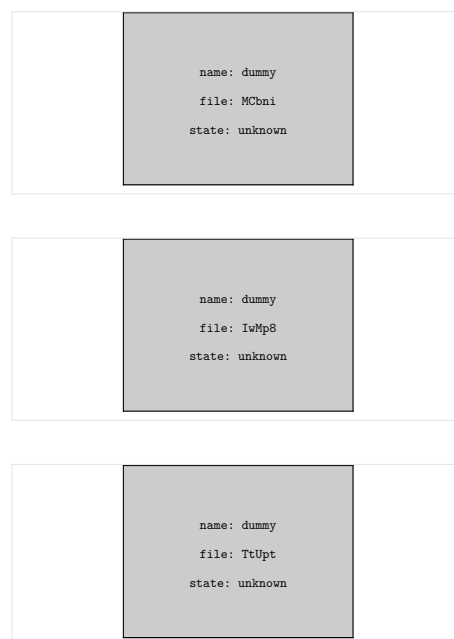 name: dummy
file: MCbni
state: unknown
name: dummy
file: IwMp8
state: unknown
name: dummy
file: TtUpt
state: unknown